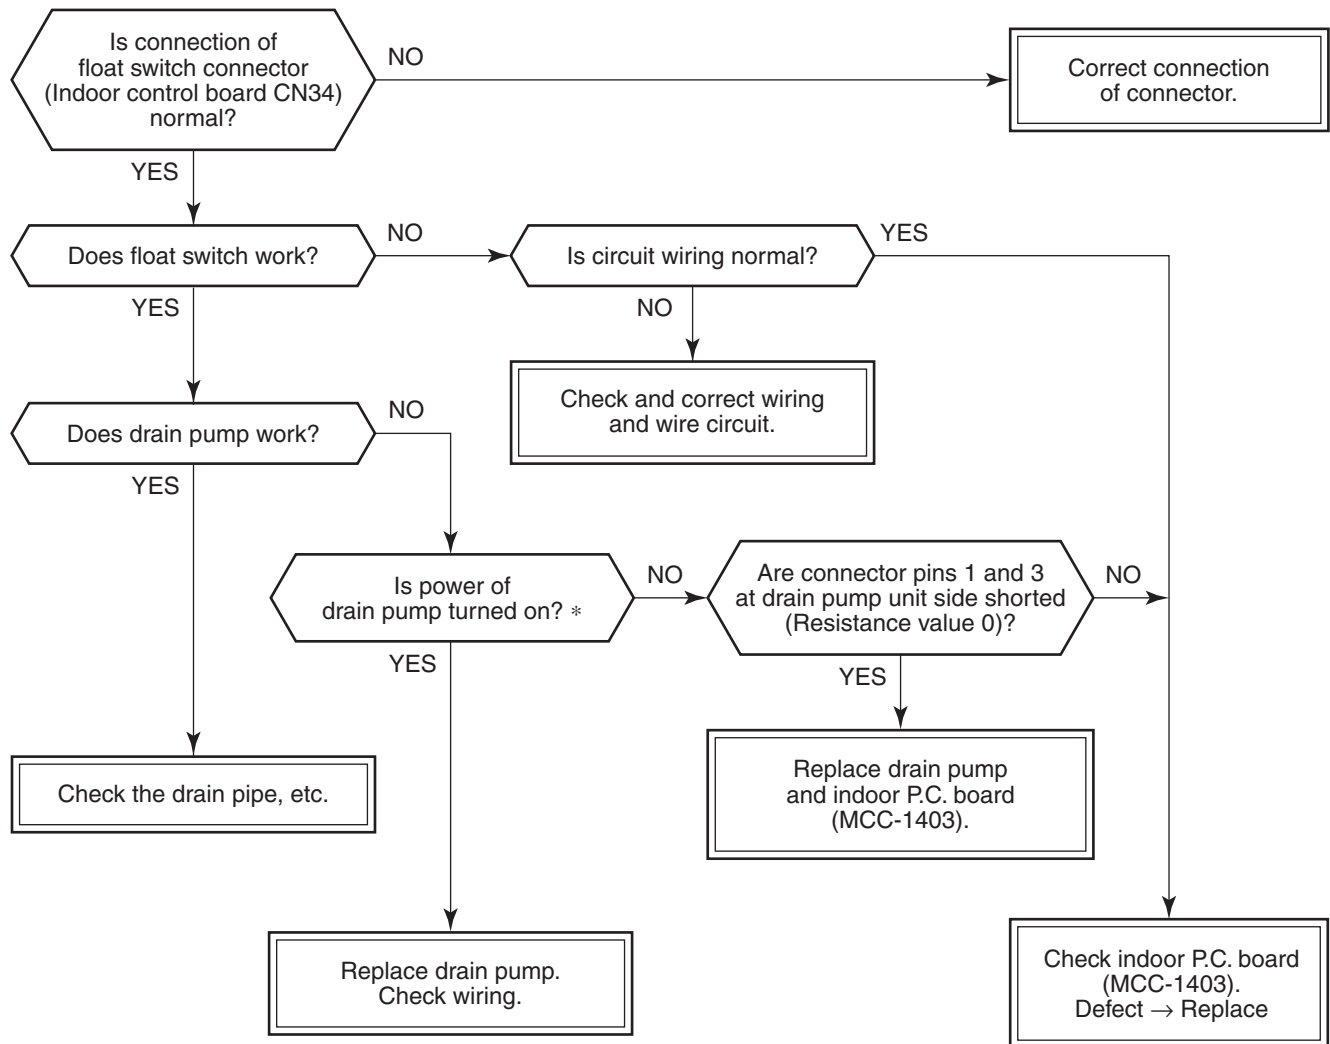 Is connection of
float switch connector
(Indoor control board CN34)
normal?
NO
Correct connection
of connector.
YES
Does float switch work?
NO
Is circuit wiring normal?
YES
YES
NO
Check and correct wiring
and wire circuit.
Does drain pump work?
NO
YES
Is power of
drain pump turned on? *
NO
Are connector pins 1 and 3
at drain pump unit side shorted
(Resistance value 0)?
NO
YES
YES
Check the drain pipe, etc.
Replace drain pump
and indoor P.C. board
(MCC-1403).
Replace drain pump.
Check wiring.
Check indoor P.C. board
(MCC-1403).
Defect → Replace